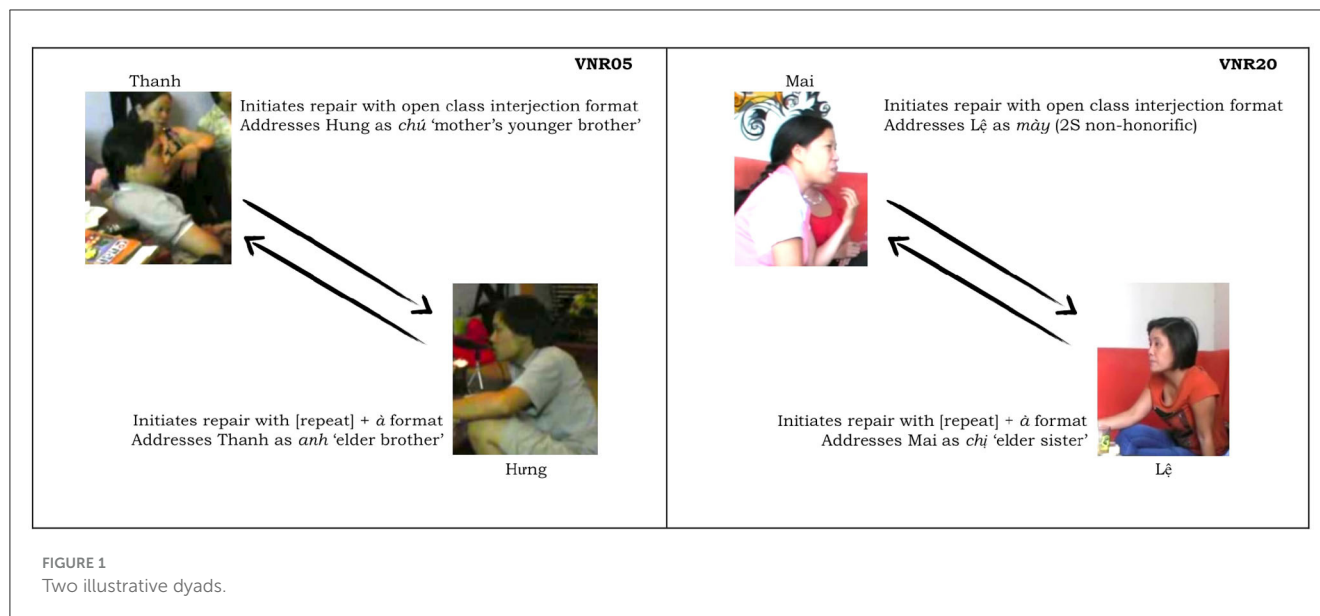 VNR05
Thanh
Initiates repair with open class interjection format
Addresses Hung as chú ‘mother’s younger brother’
Initiates repair with [repeat] + à format
Addresses Thanh as anh ‘elder brother’
Hưng
VNR20
Mai
Initiates repair with open class interjection format
Addresses Lệ as mày (2S non-honorific)
Initiates repair with [repeat] + à format
Addresses Mai as chị ‘elder sister’
Lệ
FIGURE 1
Two illustrative dyads.